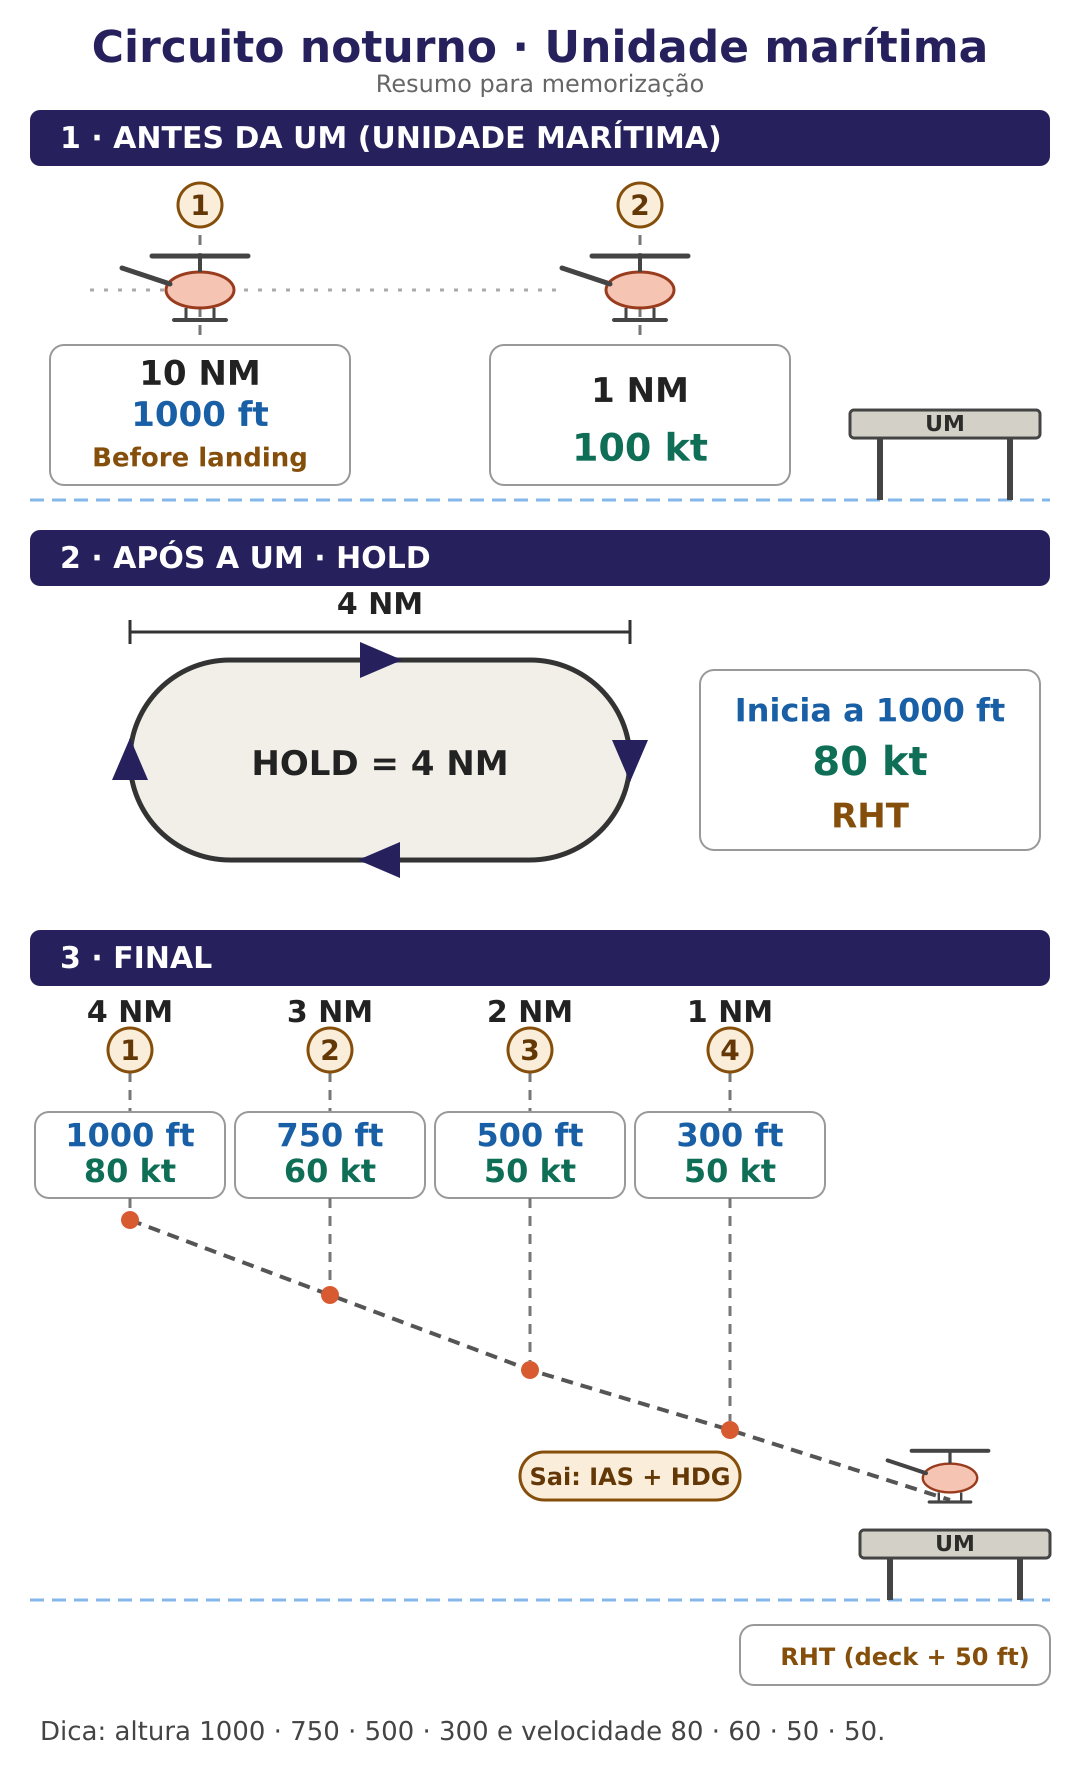 Circuito noturno · Unidade marítima
Resumo para memorização
1 · ANTES DA UM (UNIDADE MARÍTIMA)
1
2
10 NM
1000 ft
Before landing
1 NM
100 kt
UM
2 · APÓS A UM · HOLD
4 NM
HOLD = 4 NM
Inicia a 1000 ft
80 kt
RHT
3 · FINAL
4 NM
3 NM
2 NM
1 NM
1
2
3
4
1000 ft
80 kt
750 ft
60 kt
500 ft
50 kt
300 ft
50 kt
Sai: IAS + HDG
UM
RHT (deck + 50 ft)
Dica: altura 1000 · 750 · 500 · 300 e velocidade 80 · 60 · 50 · 50.